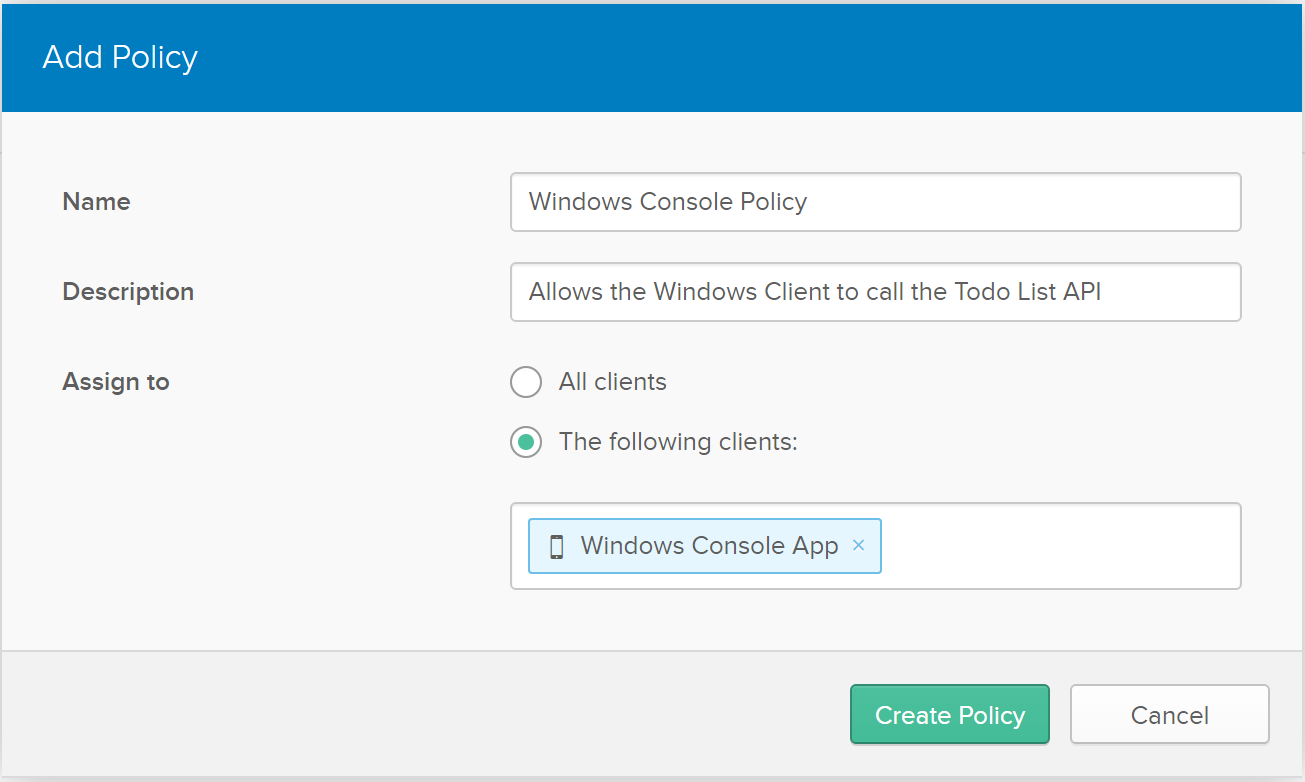 Add Policy
Name
Windows Console Policy
Description
Allows the Windows Client to call the Todo List API
Assign to
All clients
The following clients:
Windows Console App ×
Create Policy
Cancel